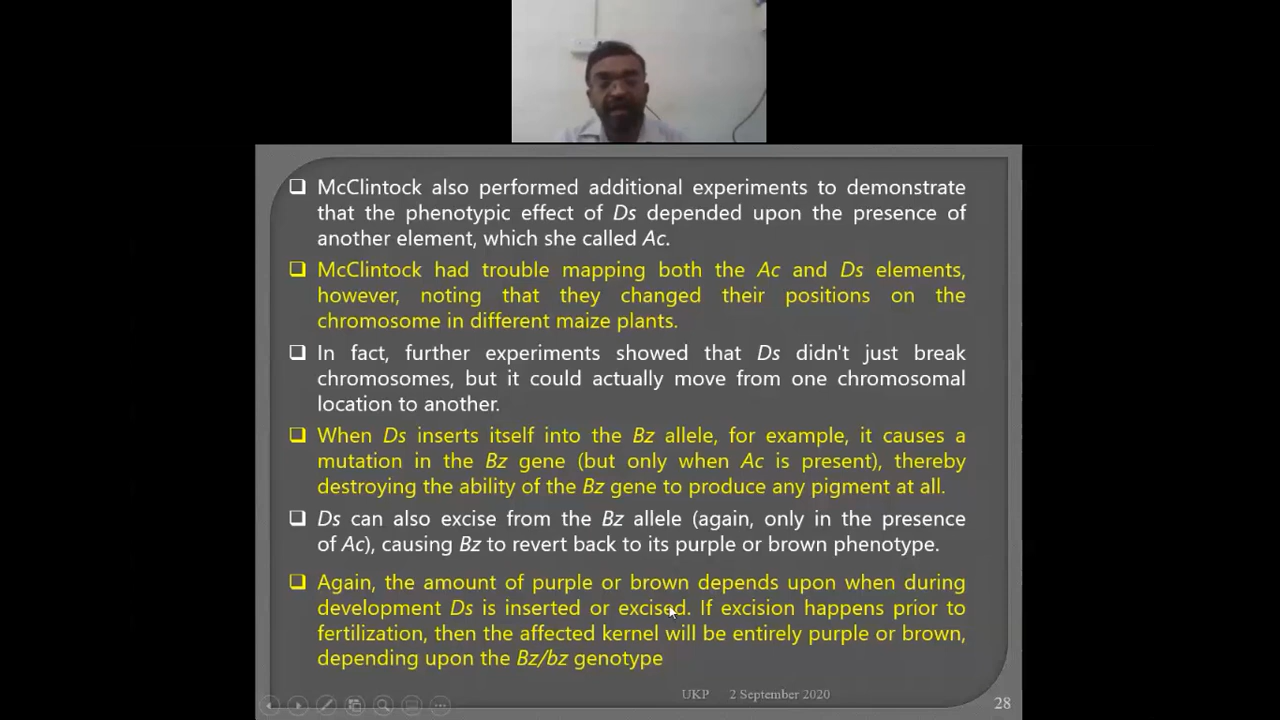 McClintock also performed additional experiments to demonstrate
that the phenotypic effect of Ds depended upon the presence of
another element, which she called Ac.
McClintock had trouble mapping both the Ac and Ds elements,
however, noting that they changed their positions on the
chromosome in different maize plants.
In fact, further experiments showed that Ds didn't just break
chromosomes, but it could actually move from one chromosomal
location to another.
When Ds inserts itself into the Bz allele, for example, it causes a
mutation in the Bz gene (but only when Ac is present), thereby
destroying the ability of the Bz gene to produce any pigment at all.
Ds can also excise from the Bz allele (again, only in the presence
of Ac), causing Bz to revert back to its purple or brown phenotype.
Again, the amount of purple or brown depends upon when during
development Ds is inserted or excised. If excision happens prior to
fertilization, then the affected kernel will be entirely purple or brown,
depending upon the Bz/bz genotype
UKP 2 September 2020
28